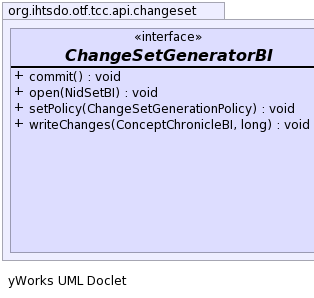 org.ihtsdo.otf.tcc.api.changeset
«interface»
ChangeSetGeneratorBI
+ commit() : void
+ open(NidSetBI) : void
+ setPolicy(ChangeSetGenerationPolicy) : void
+ writeChanges(ConceptChronicleBI, long) : void
yWorks UML Doclet